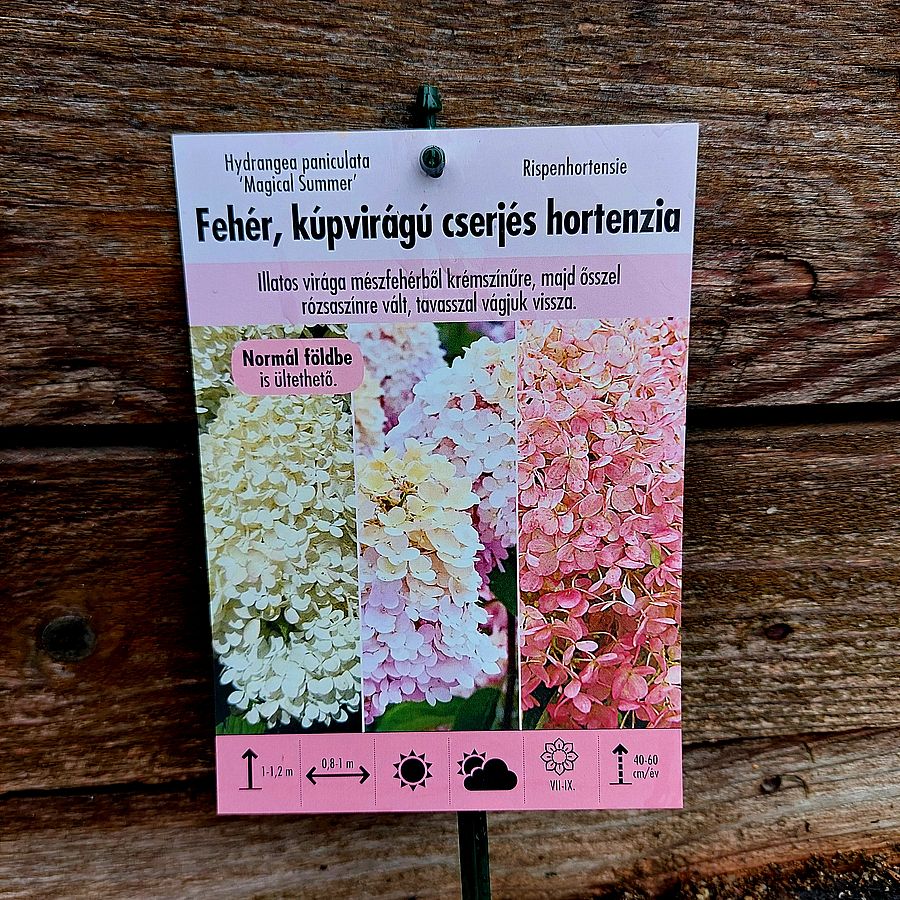 Hydrangea paniculata
'Magical Summer'
Rispenhortensie
Fehér, kúpvirágú cserjés hortenzia
Illatos virága mészfehérből krémszínűre, majd ősszel
rózsaszínre vált, tavasszal vágjuk vissza.
Normál földbe
is ültethető.
1-1,2 m
0,8-1 m
VII-IX.
40-60
cm/év